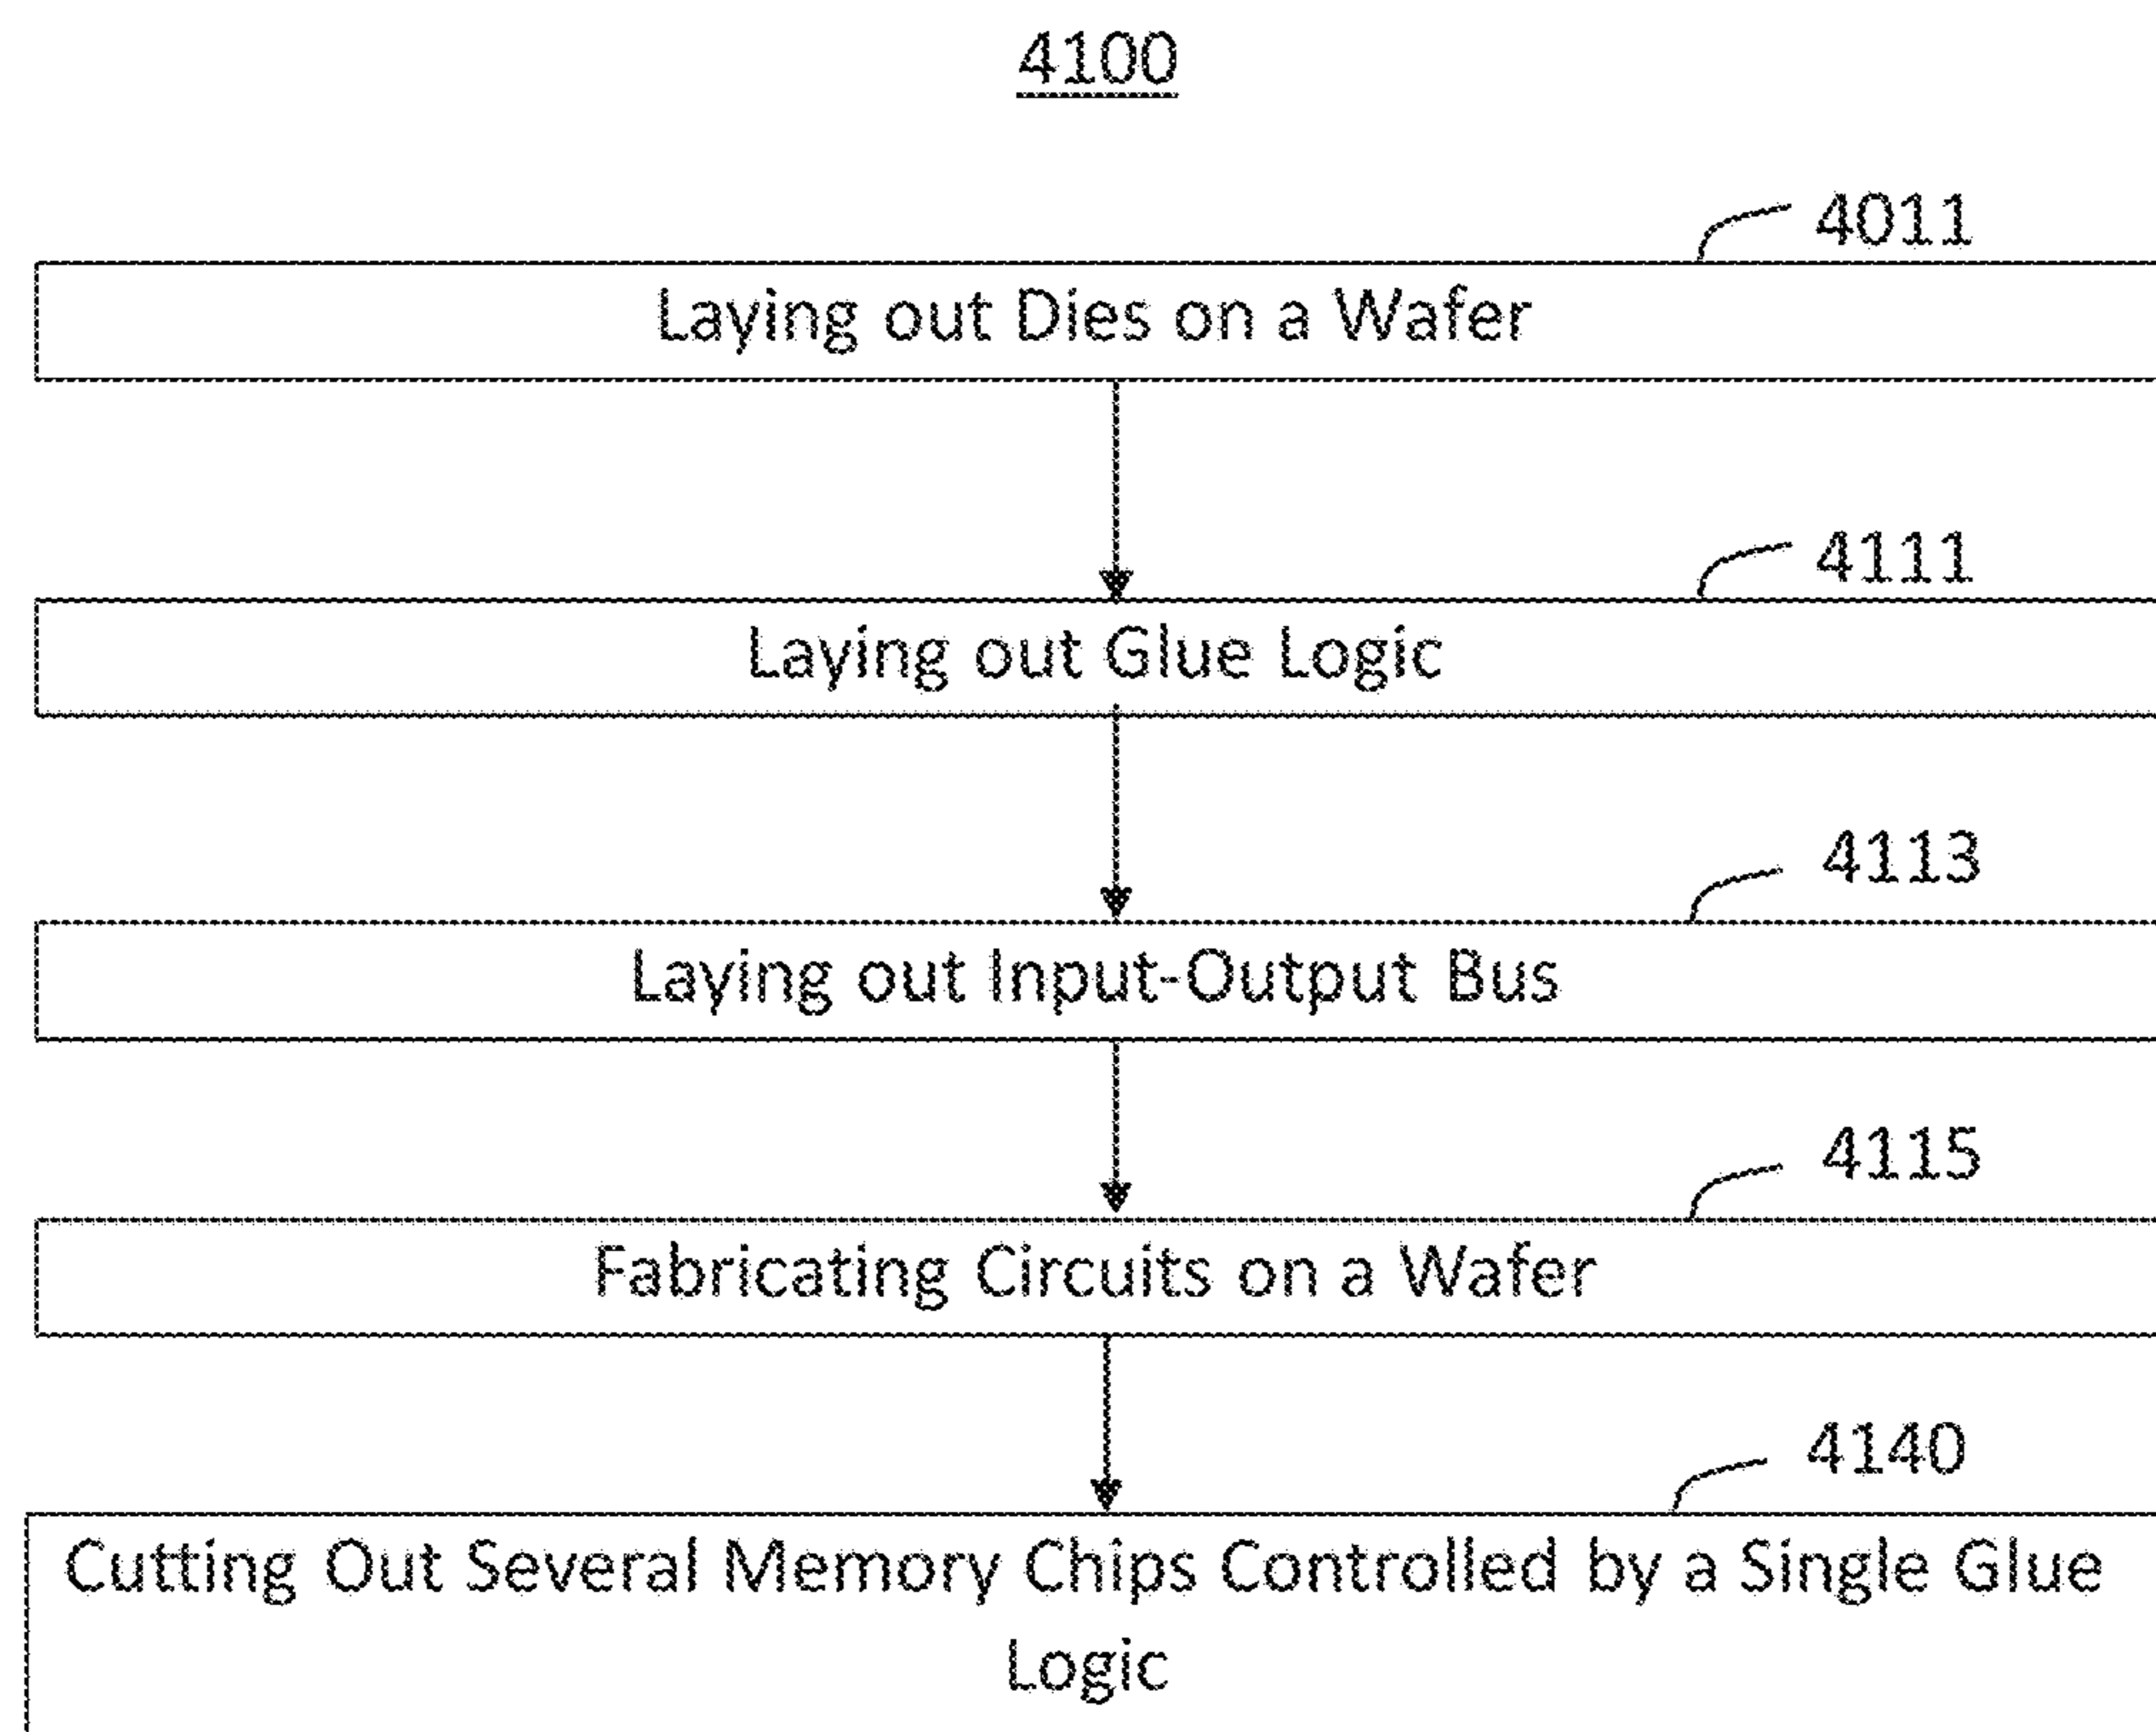 4100
4011
Laying out Dies on a Wafer
4111
Laying out Glue Logic
4113
Laying out Input-Output Bus
4115
Fabricating Circuits on a Wafer
4140
Cutting Out Several Memory Chips Controlled by a Single Glue
Logic